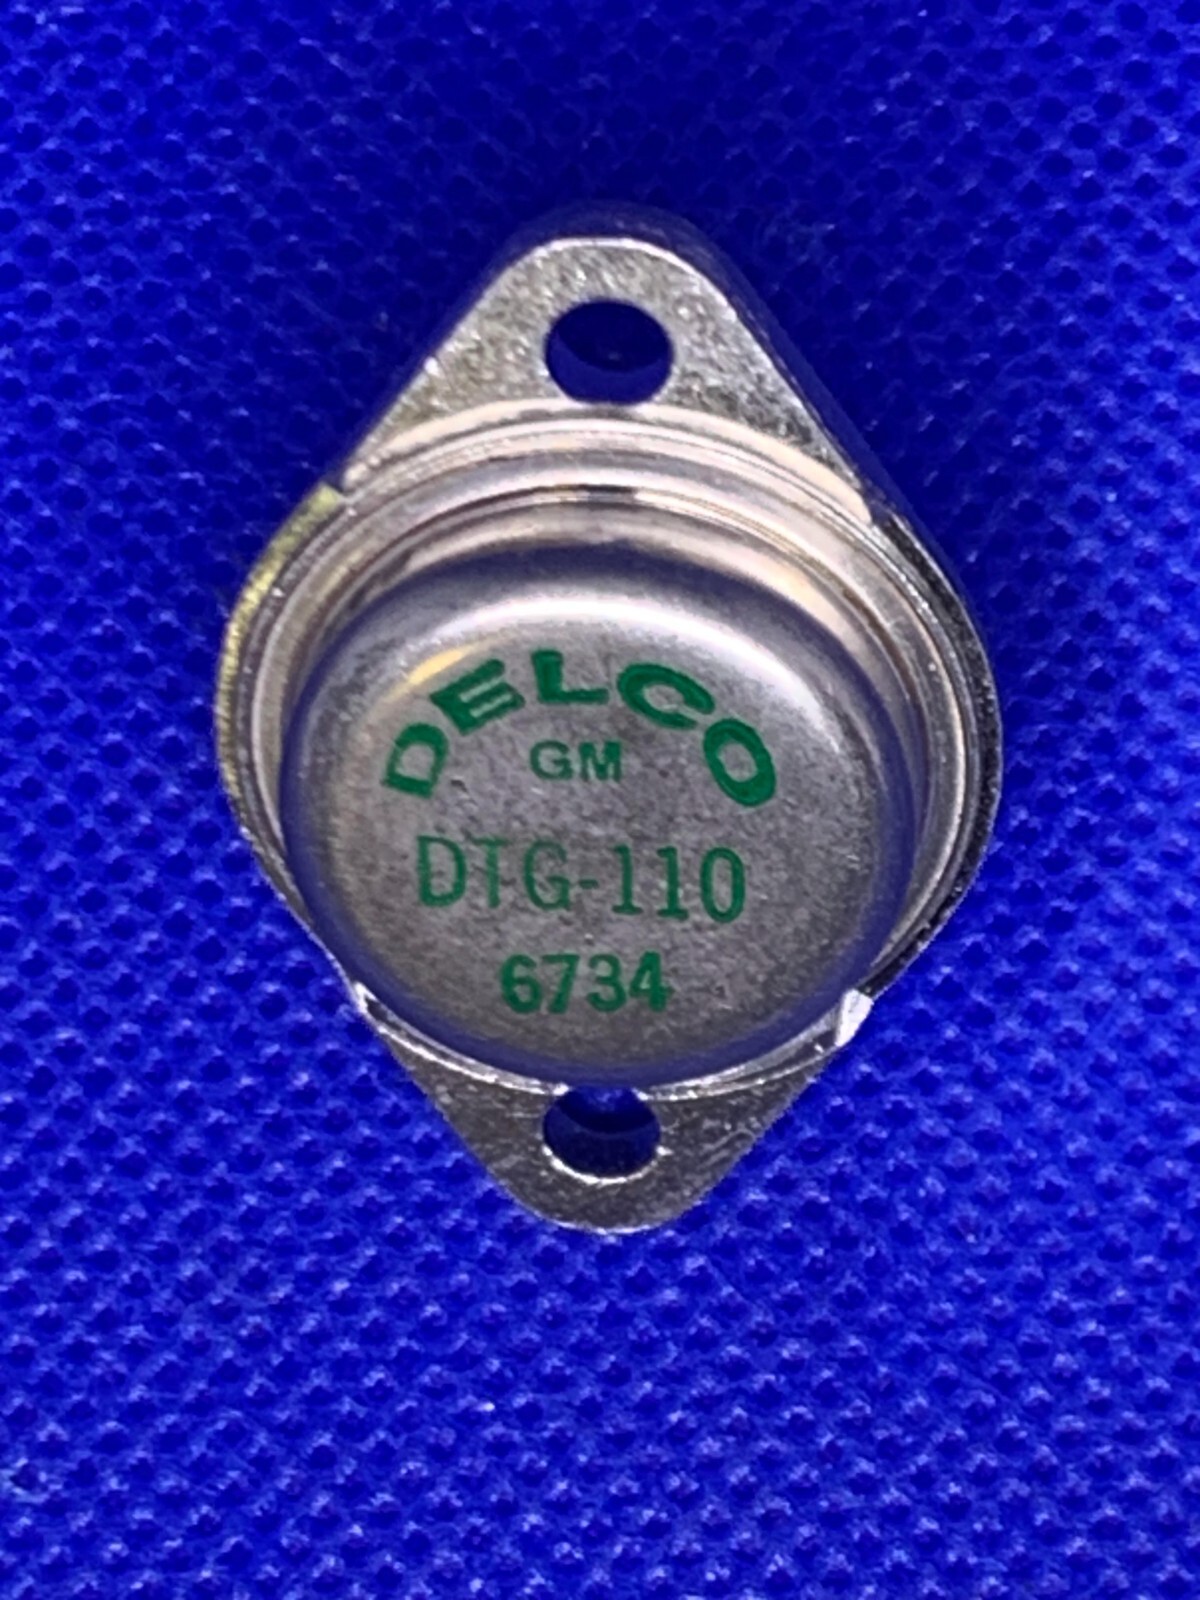 DELCO
GM
DTG-110
6734